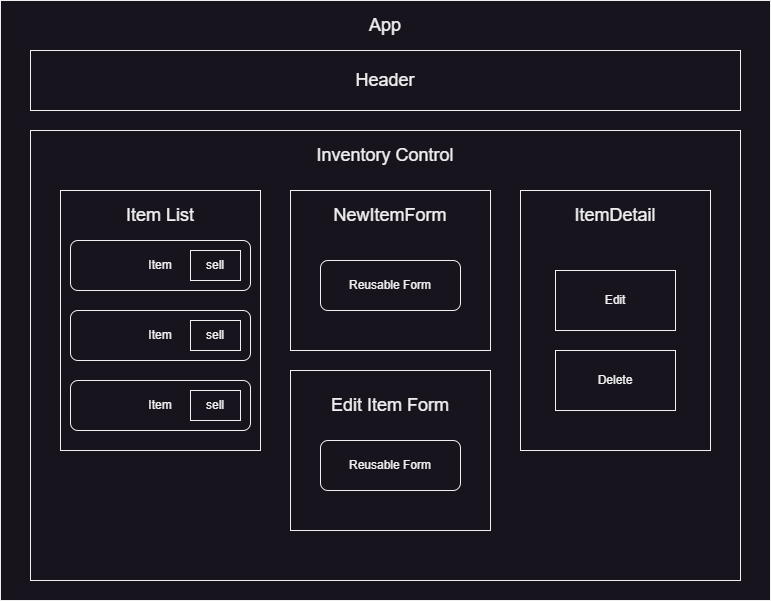 App
Header
Inventory Control
Item List
Item sell
Item sell
Item sell
NewItemForm
Reusable Form
Edit Item Form
Reusable Form
ItemDetail
Edit
Delete